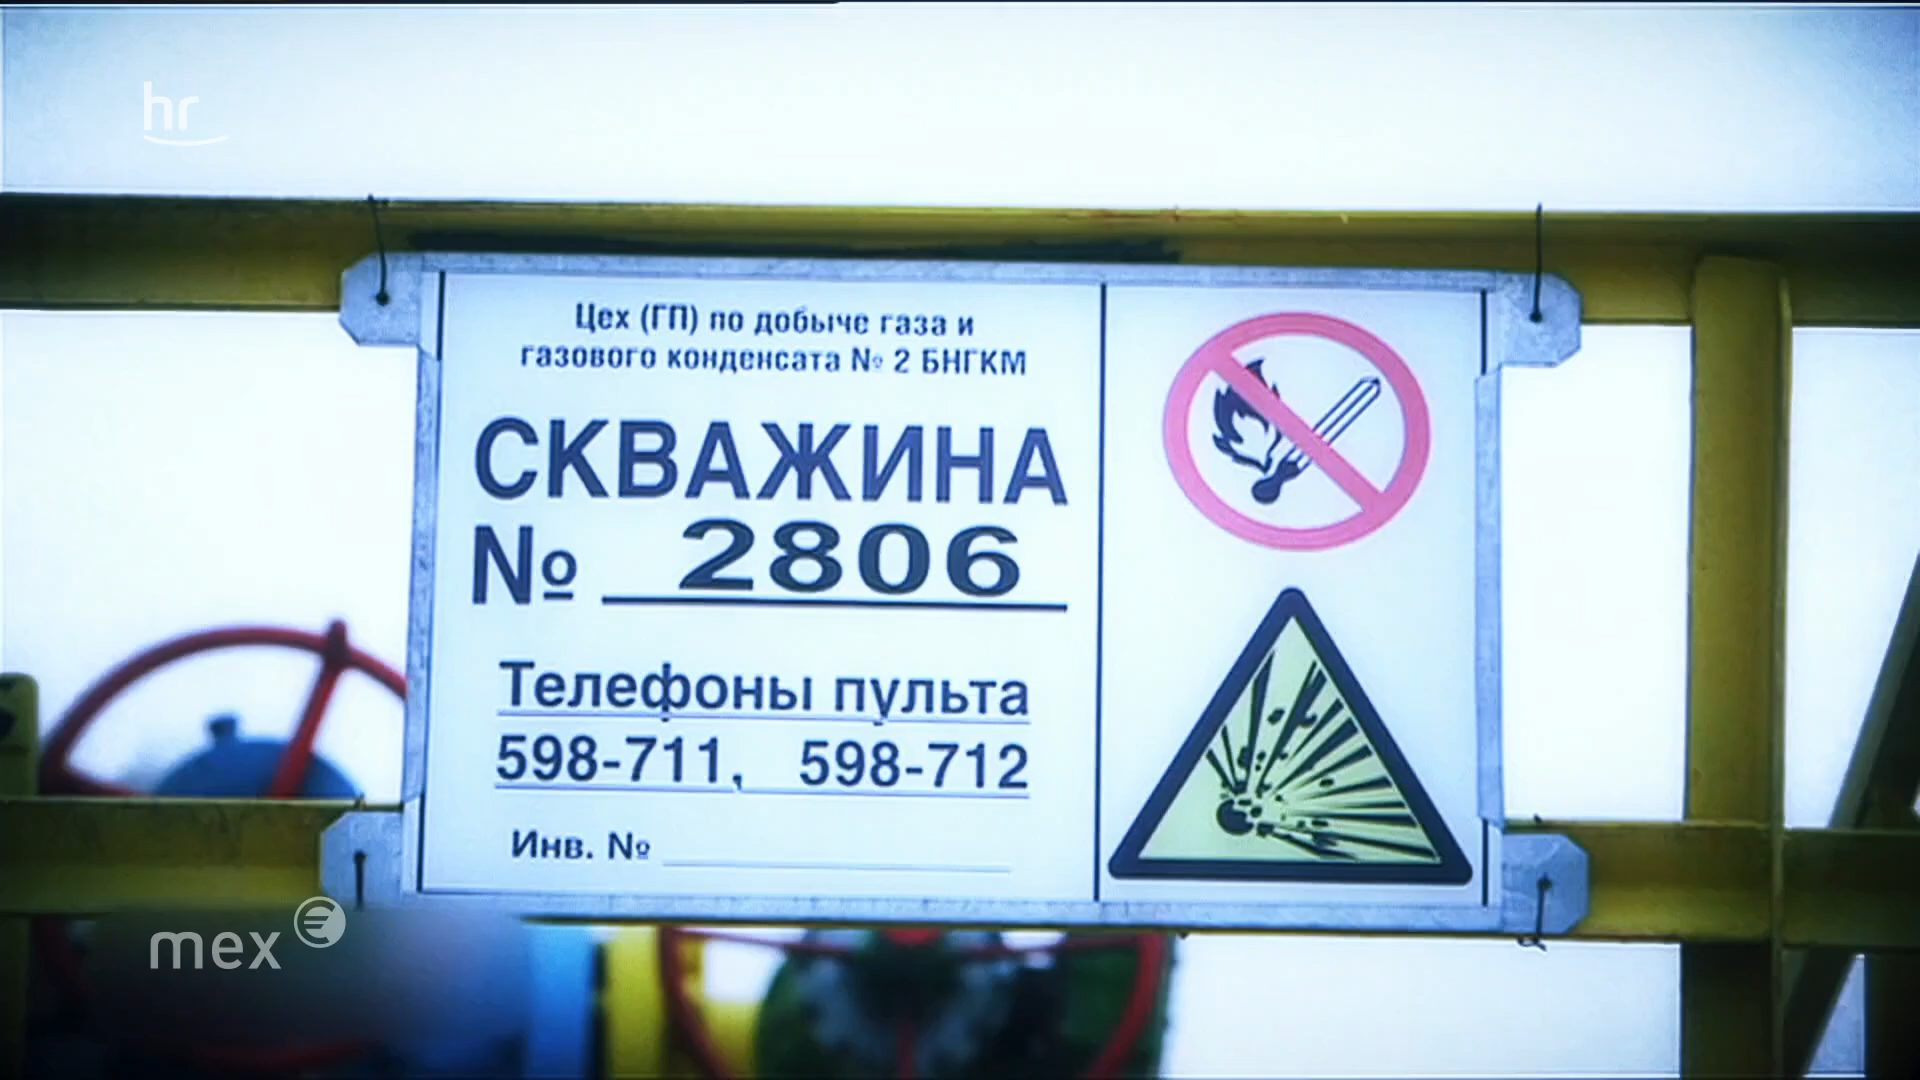 hr
Цех (ГП) по добыче газа и
газового конденсата № 2 БНГКМ
СКВАЖИНА
№ 2806
Телефоны пульта
598-711, 598-712
Инв. №
mex €